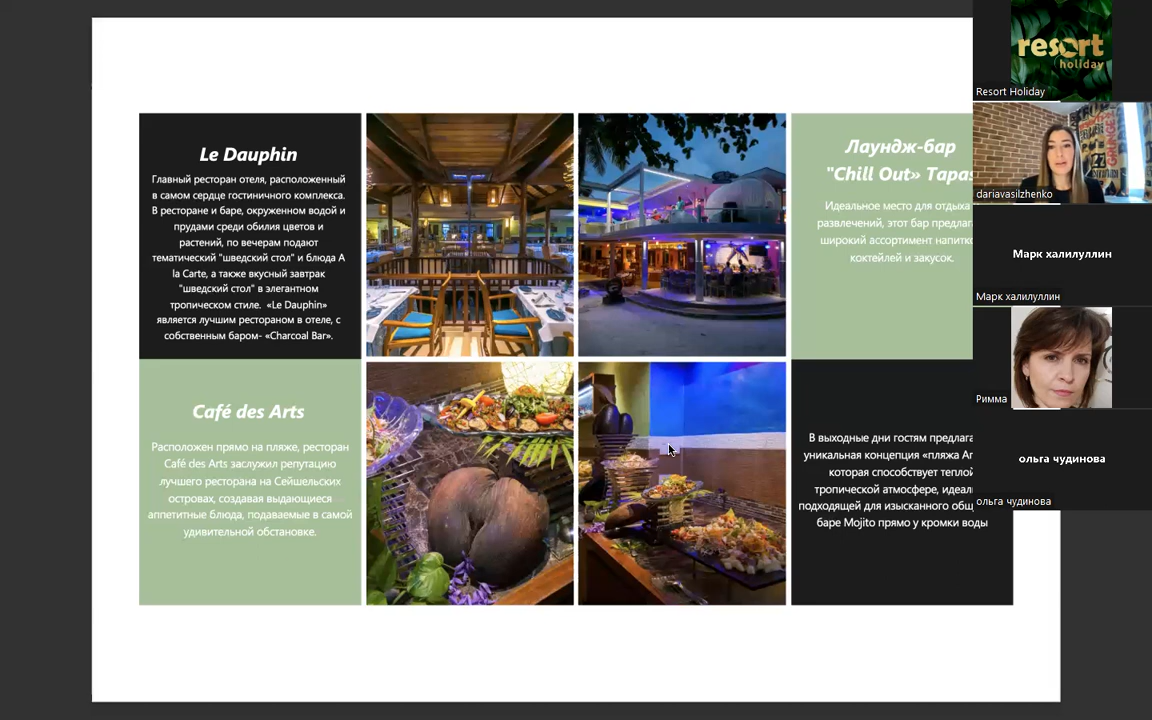 Le Dauphin
Главный ресторан отеля, расположенный
в самом сердце гостиничного комплекса.
В ресторане и баре, окруженном водой и
прудами среди обилия цветов и
растений, по вечерам подают
тематический "шведский стол" и блюда А
la Carte, а также вкусный завтрак
"шведский стол" в элегантном
тропическом стиле. «Le Dauphin»
является лучшим рестораном в отеле, с
собственным баром- «Charcoal Bar».
Лаундж-бар
"Chill Out» Tapas
Идеальное место для отдыха
развлечений, этот бар предлаг
широкий ассортимент напитко
коктейлей и закусок.
Café des Arts
Расположен прямо на пляже, ресторан
Café des Arts заслужил репутацию
лучшего ресторана на Сейшельских
островах, создавая выдающиеся
аппетитные блюда, подаваемые в самой
удивительной обстановке.
В выходные дни гостям предлага
уникальная концепция «пляжа Ar
которая способствует теплой
тропической атмосфере, идеал
подходящей для изысканного общ
баре Mojito прямо у кромки воды
resort
holiday
Resort Holiday
dariavasilzhenko
Марк халилуллин
Марк халилуллин
Римма
ольга чудинова
ольга чудинова